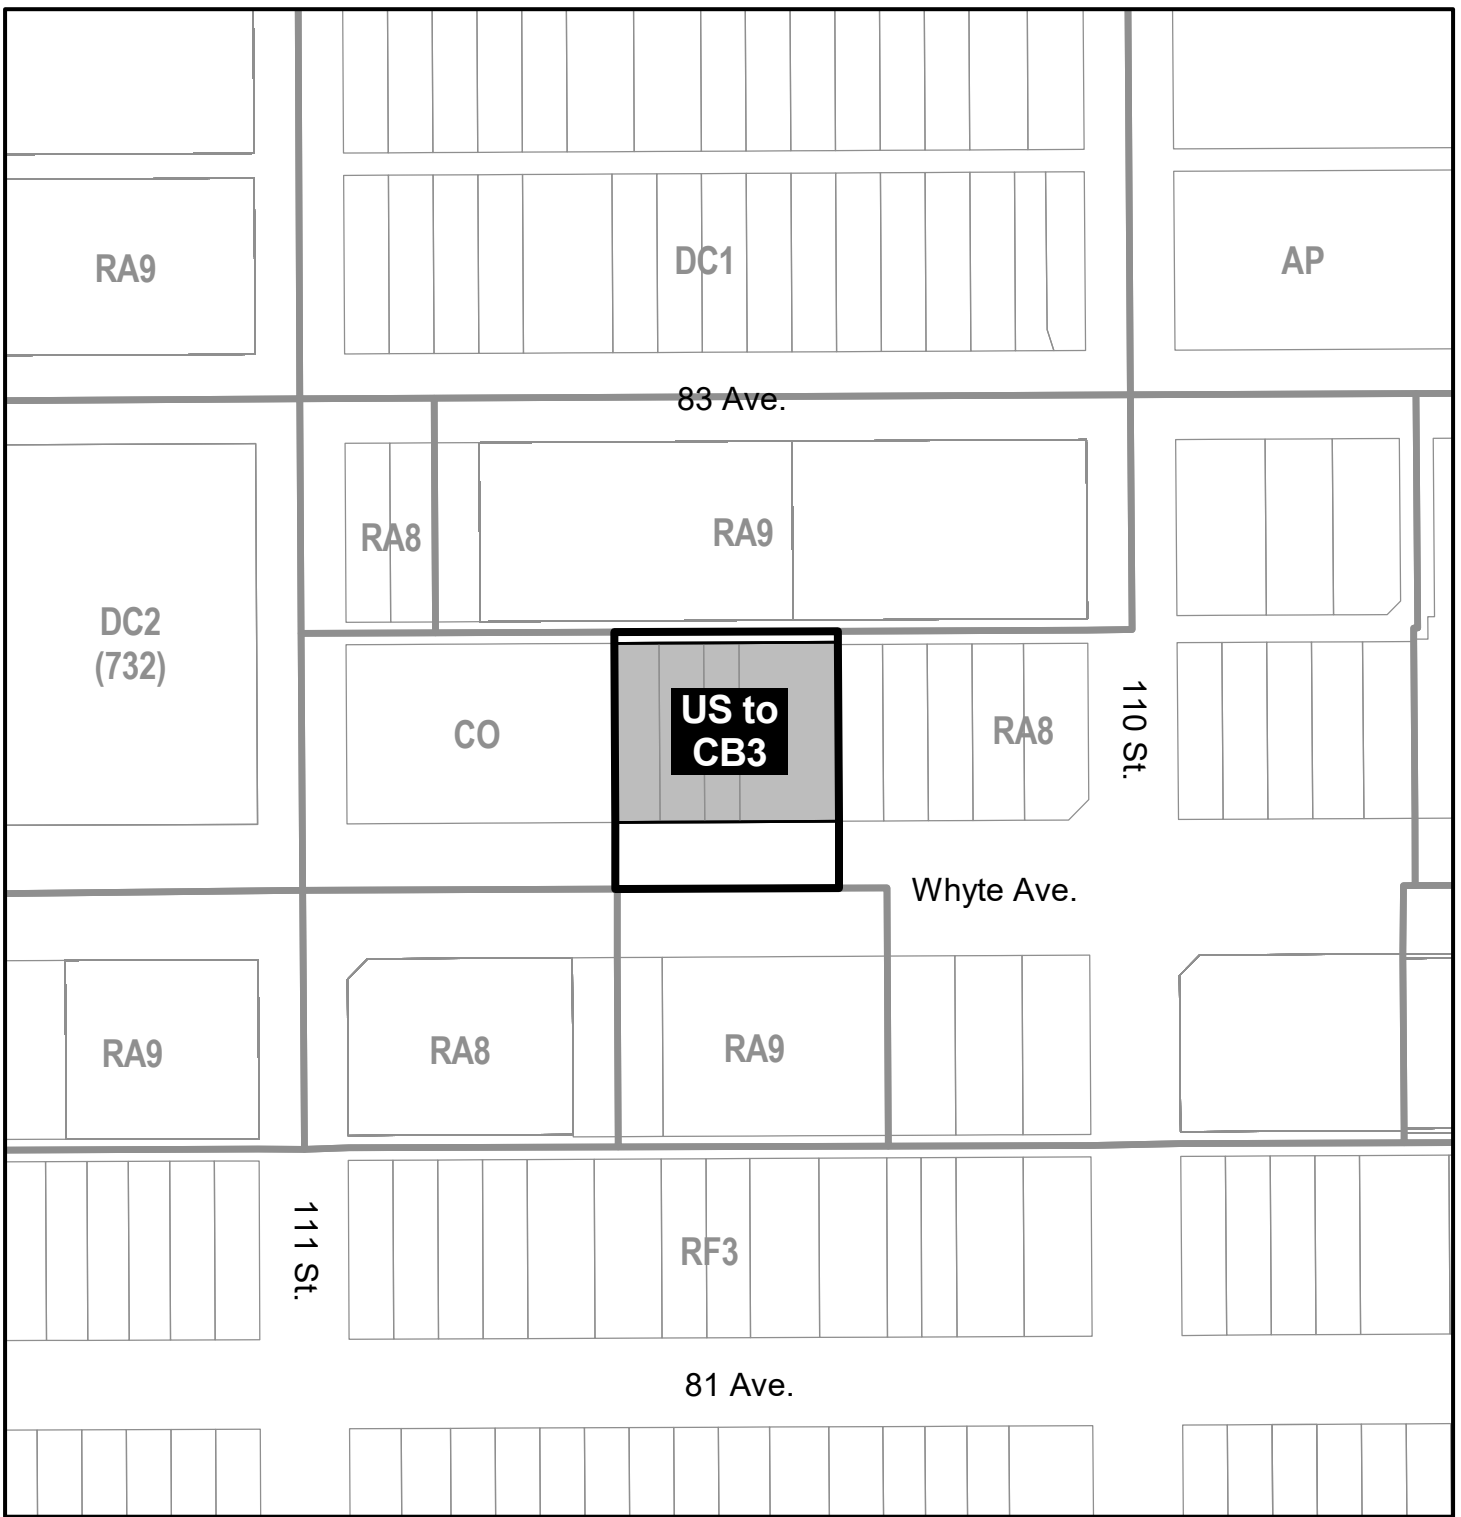 DC1
AP
RA9
83 Ave.
RA9
RA8
DC2
(732)
US to
CB3
CO
RA8
110 St.
Whyte Ave.
RA9
RA8
RA9
111 St.
RF3
81 Ave.